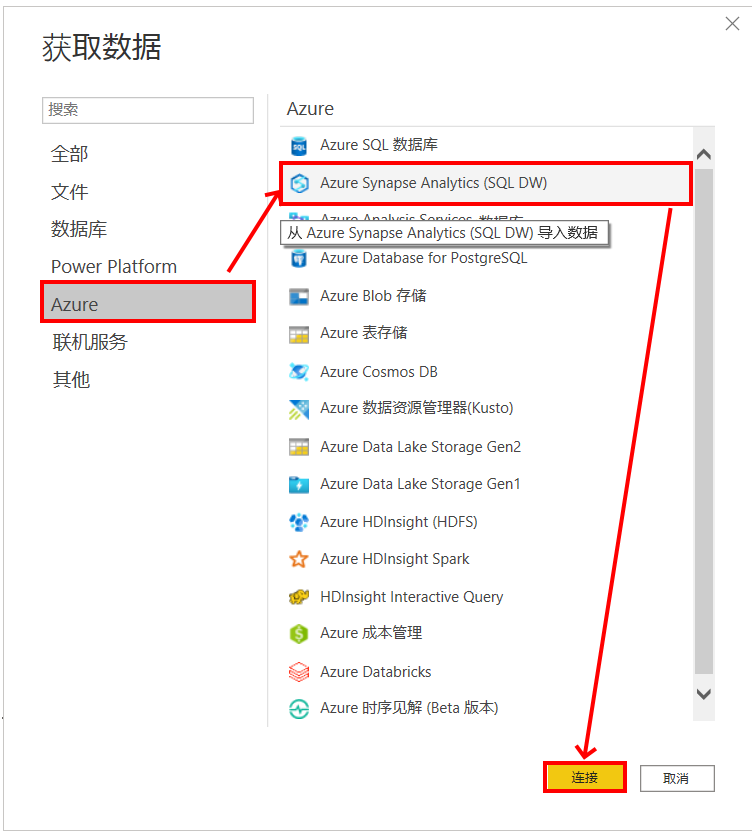 获取数据
搜索
全部
文件
数据库
Power Platform
Azure
联机服务
其他
Azure
Azure SQL 数据库
Azure Synapse Analytics (SQL DW)
Azure Analysis Services 数据库
从 Azure Synapse Analytics (SQL DW) 导入数据
Azure Database for PostgreSQL
Azure Blob 存储
Azure 表存储
Azure Cosmos DB
Azure 数据资源管理器(Kusto)
Azure Data Lake Storage Gen2
Azure Data Lake Storage Gen1
Azure HDInsight (HDFS)
Azure HDInsight Spark
HDInsight Interactive Query
Azure 成本管理
Azure Databricks
Azure 时序见解 (Beta 版本)
连接
取消